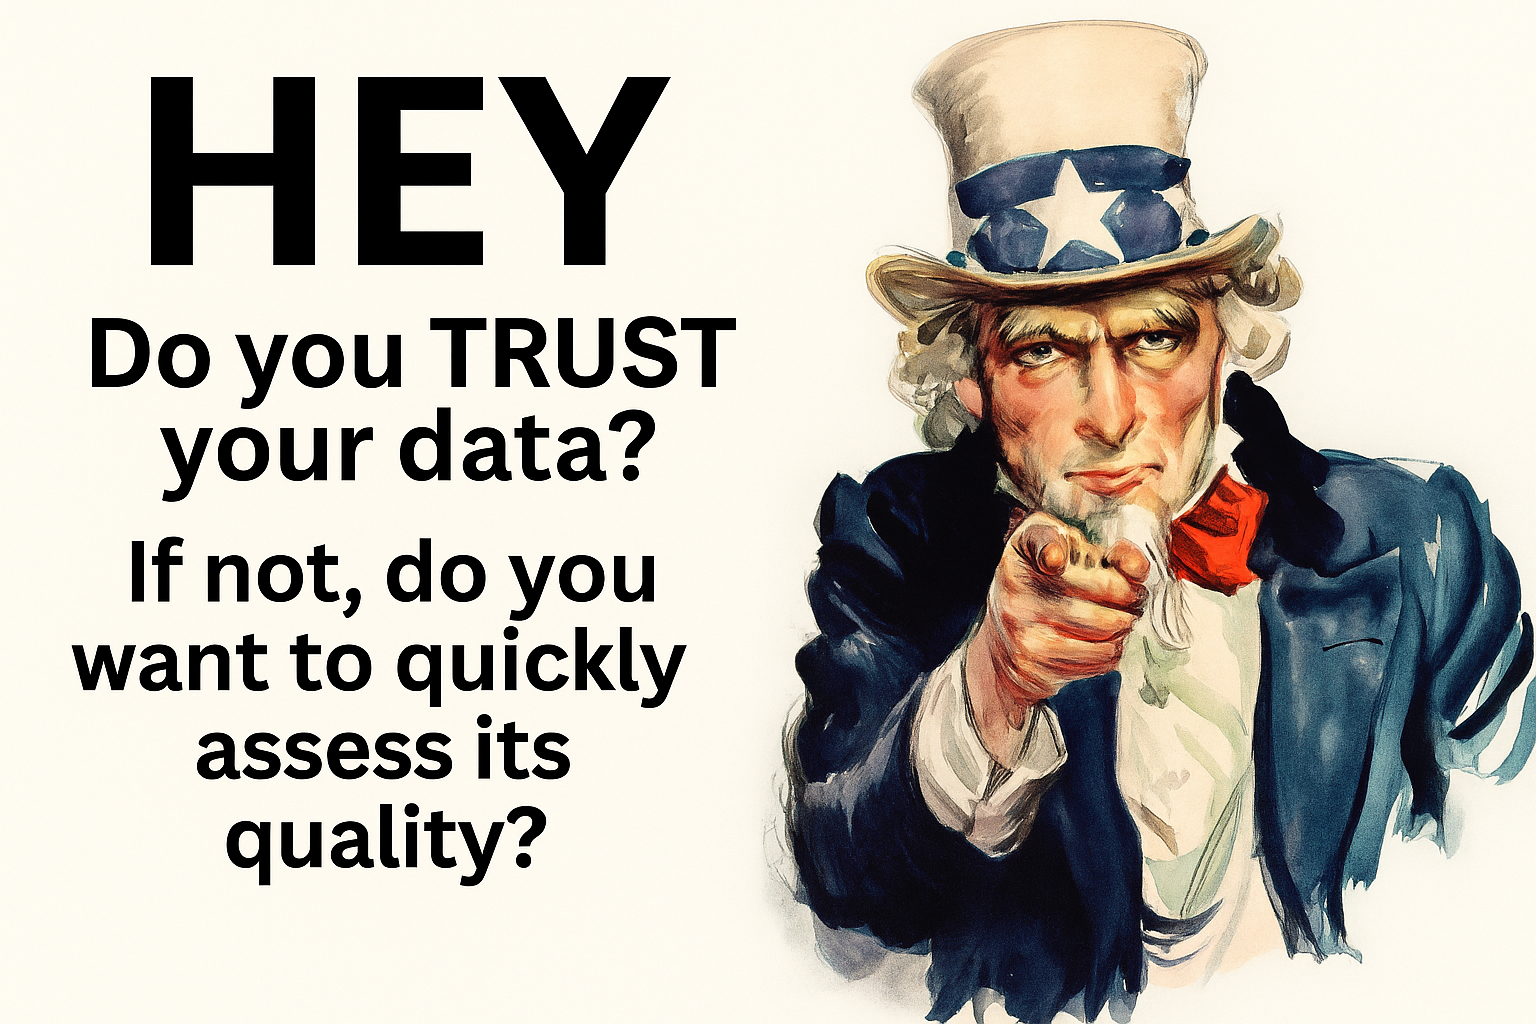 HEY
Do you TRUST
your data?
If not, do you
want to quickly
assess its
quality?